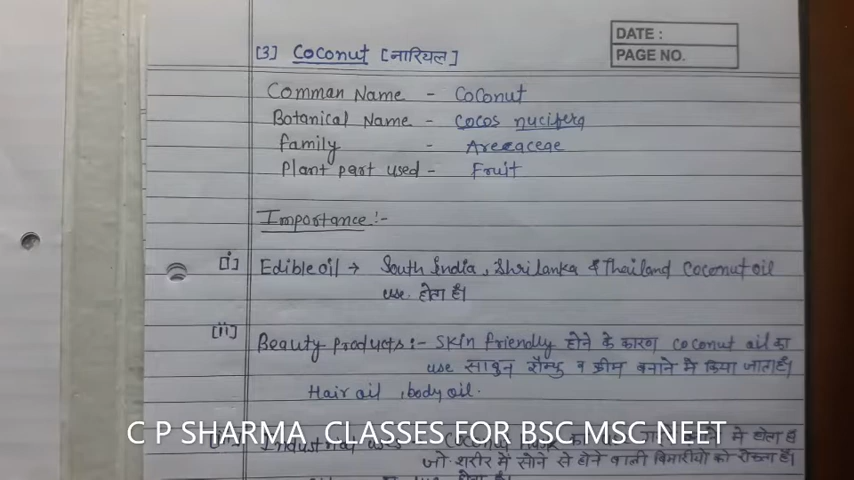 DATE :
PAGE NO.
[3] Coconut [नारियल]
Comman Name - Coconut
Botanical Name - Cocos nucifera
family - Arecaceae
Plant part used - Fruit
Importance :-
[i] Edible oil → South India, Shrilanka & Thailand Coconut oil
use होता है।
[ii] Beauty products :- Skin friendly होने के कारण coconut oil का
use साबुन शैम्पु व क्रीम बनाने में किया जाता है।
Hair oil , body oil.
C P SHARMA CLASSES FOR BSC MSC NEET
Industrial uses में होता है
जो शरीर में सोने से होने वाली बिमारीयो को रोकता है।